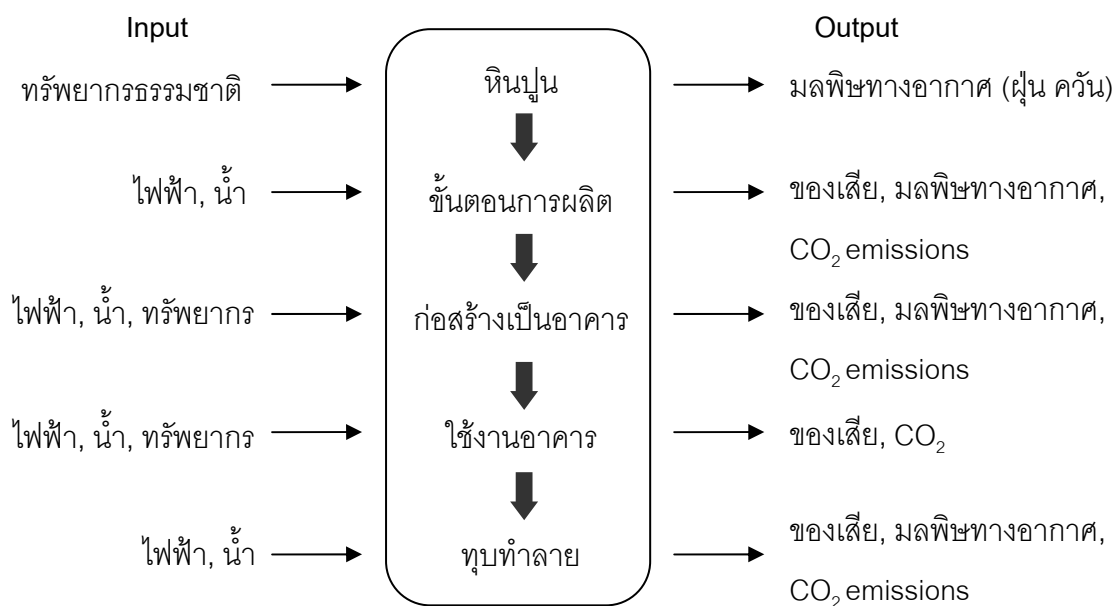 Input Output
ทรัพยากรธรรมชาติ หินปูน มลพิษทางอากาศ (ฝุ่น ควัน)
ไฟฟ้า, น้ำ ขั้นตอนการผลิต ของเสีย, มลพิษทางอากาศ,
CO2 emissions
ไฟฟ้า, น้ำ, ทรัพยากร ก่อสร้างเป็นอาคาร ของเสีย, มลพิษทางอากาศ,
CO2 emissions
ไฟฟ้า, น้ำ, ทรัพยากร ใช้งานอาคาร ของเสีย, CO2
ไฟฟ้า, น้ำ ทุบทำลาย ของเสีย, มลพิษทางอากาศ,
CO2 emissions